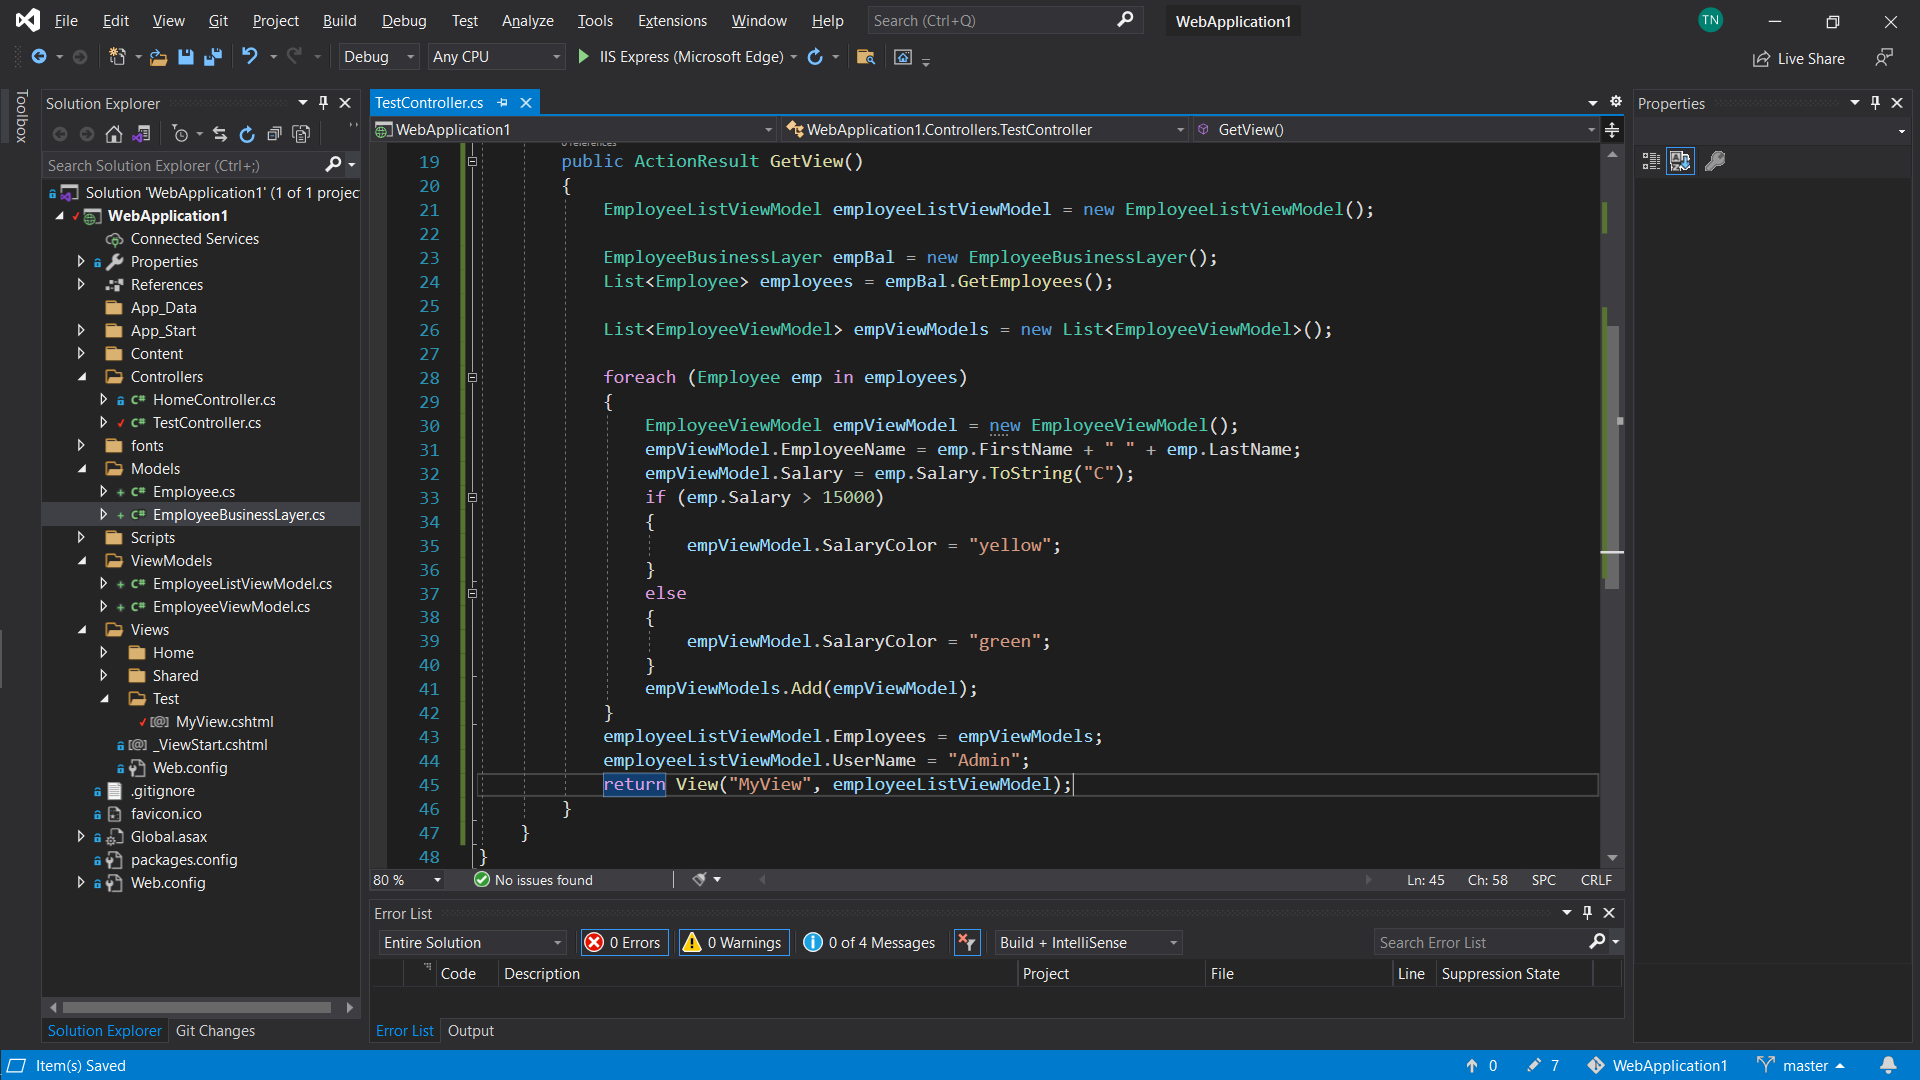 File Edit View Git Project Build Debug Test Analyze Tools Extensions Window Help Search (Ctrl+Q) WebApplication1 TN
Debug Any CPU IIS Express (Microsoft Edge) Live Share
Toolbox
Solution Explorer
Search Solution Explorer (Ctrl+;)
Solution 'WebApplication1' (1 of 1 projec
WebApplication1
Connected Services
Properties
References
App_Data
App_Start
Content
Controllers
C# HomeController.cs
C# TestController.cs
fonts
Models
C# Employee.cs
C# EmployeeBusinessLayer.cs
Scripts
ViewModels
C# EmployeeListViewModel.cs
C# EmployeeViewModel.cs
Views
Home
Shared
Test
[@] MyView.cshtml
[@] _ViewStart.cshtml
Web.config
.gitignore
favicon.ico
Global.asax
packages.config
Web.config
Solution Explorer Git Changes
TestController.cs
WebApplication1 WebApplication1.Controllers.TestController GetView()
0 references
19 public ActionResult GetView()
20 {
21 EmployeeListViewModel employeeListViewModel = new EmployeeListViewModel();
22
23 EmployeeBusinessLayer empBal = new EmployeeBusinessLayer();
24 List<Employee> employees = empBal.GetEmployees();
25
26 List<EmployeeViewModel> empViewModels = new List<EmployeeViewModel>();
27
28 foreach (Employee emp in employees)
29 {
30 EmployeeViewModel empViewModel = new EmployeeViewModel();
31 empViewModel.EmployeeName = emp.FirstName + " " + emp.LastName;
32 empViewModel.Salary = emp.Salary.ToString("C");
33 if (emp.Salary > 15000)
34 {
35 empViewModel.SalaryColor = "yellow";
36 }
37 else
38 {
39 empViewModel.SalaryColor = "green";
40 }
41 empViewModels.Add(empViewModel);
42 }
43 employeeListViewModel.Employees = empViewModels;
44 employeeListViewModel.UserName = "Admin";
45 return View("MyView", employeeListViewModel);
46 }
47 }
48 }
80 % No issues found Ln: 45 Ch: 58 SPC CRLF
Error List
Entire Solution 0 Errors 0 Warnings 0 of 4 Messages Build + IntelliSense Search Error List
Code Description Project File Line Suppression State
Error List Output
Properties
Item(s) Saved 0 7 WebApplication1 master